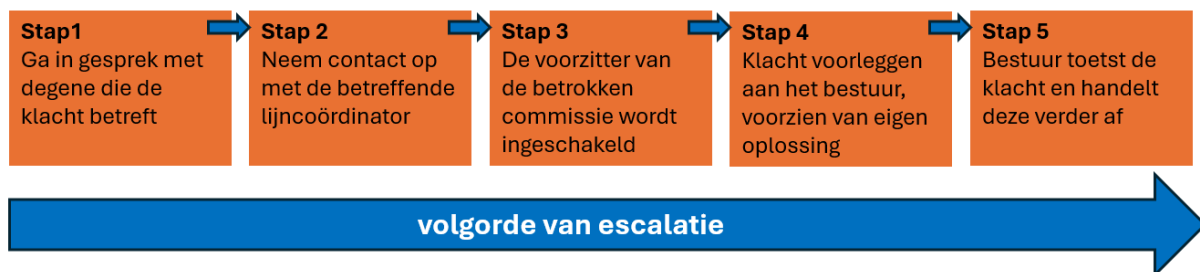 Stap1
Ga in gesprek met
degene die de
klacht betreft
Stap 2
Neem contact op
met de betreffende
lijncoördinator
Stap 3
De voorzitter van
de betrokken
commissie wordt
ingeschakeld
Stap 4
Klacht voorleggen
aan het bestuur,
voorzien van eigen
oplossing
Stap 5
Bestuur toetst de
klacht en handelt
deze verder af
volgorde van escalatie